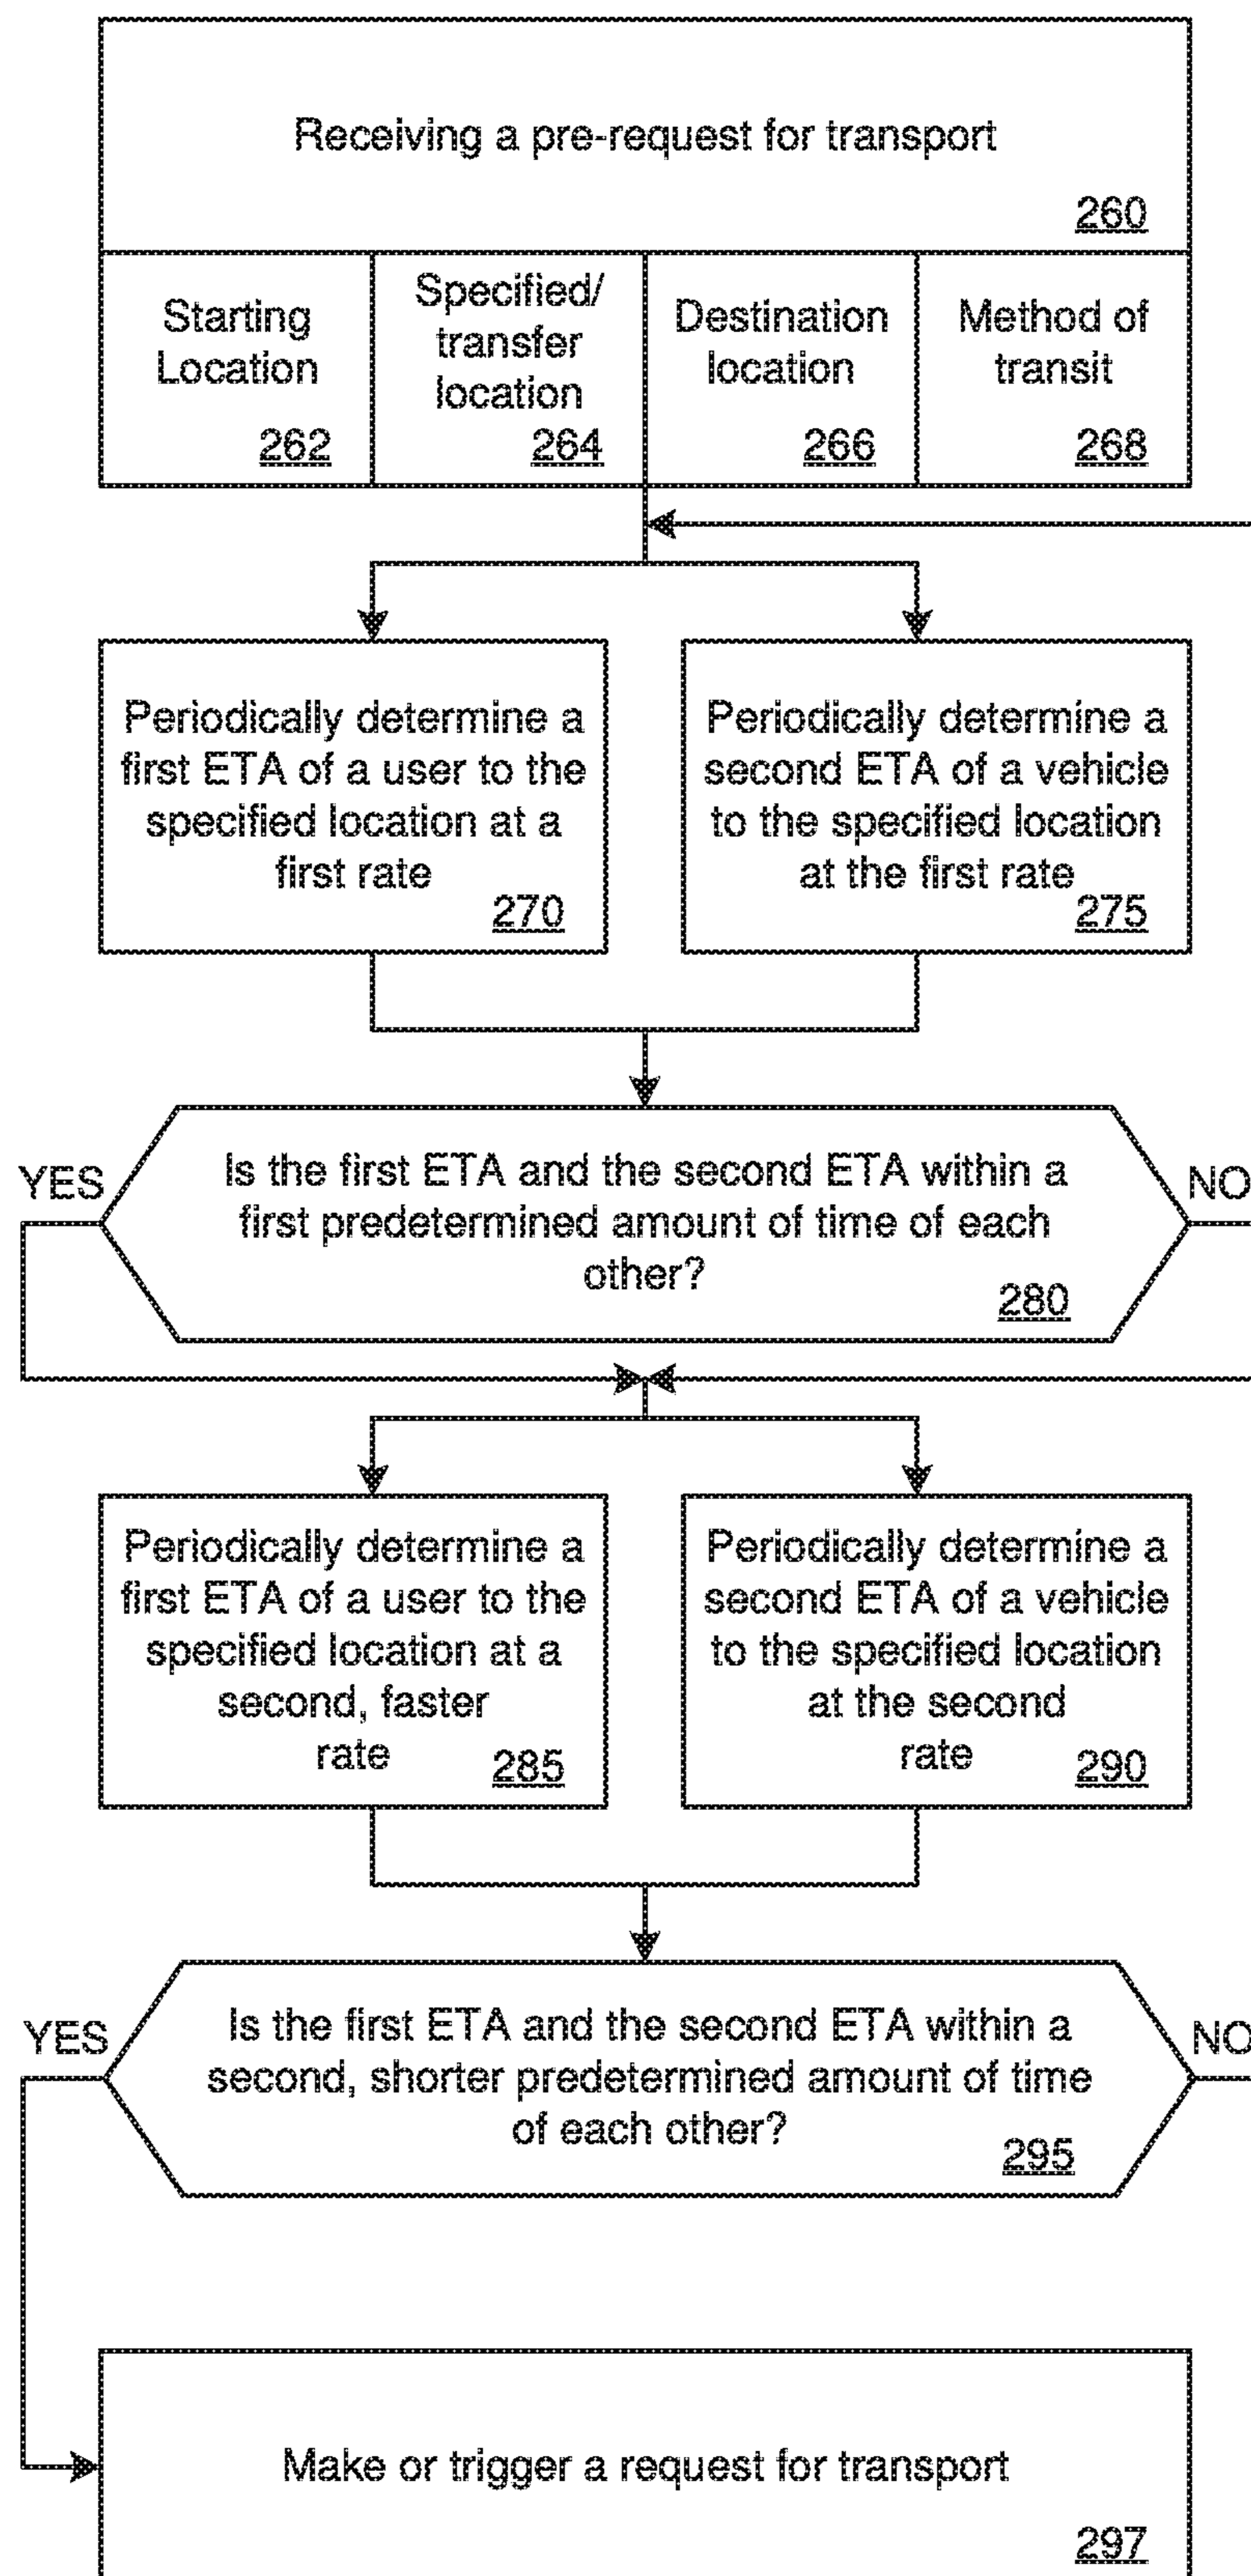 Receiving a pre-request for transport
260
Starting
Location
262
Specified/
transfer
location
264
Destination
location
266
Method of
transit
268
Periodically determine a
first ETA of a user to the
specified location at a
first rate
270
Periodically determine a
second ETA of a vehicle
to the specified location
at the first rate
275
YES
Is the first ETA and the second ETA within a
first predetermined amount of time of each
other?
280
NO
Periodically determine a
first ETA of a user to the
specified location at a
second, faster
rate
285
Periodically determine a
second ETA of a vehicle
to the specified location
at the second
rate
290
YES
Is the first ETA and the second ETA within a
second, shorter predetermined amount of time
of each other?
295
NO
Make or trigger a request for transport
297